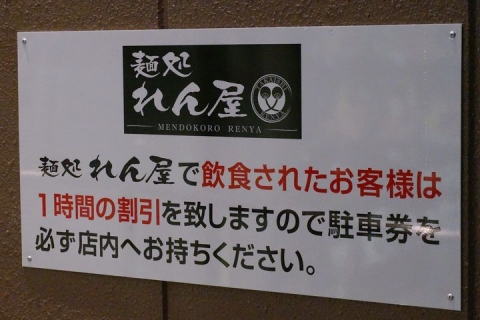 麺処
れん屋
MENDOKORO RENYA
麺処 れん屋で飲食されたお客様は
1時間の割引を致しますので駐車券を
必ず店内へお持ちください。